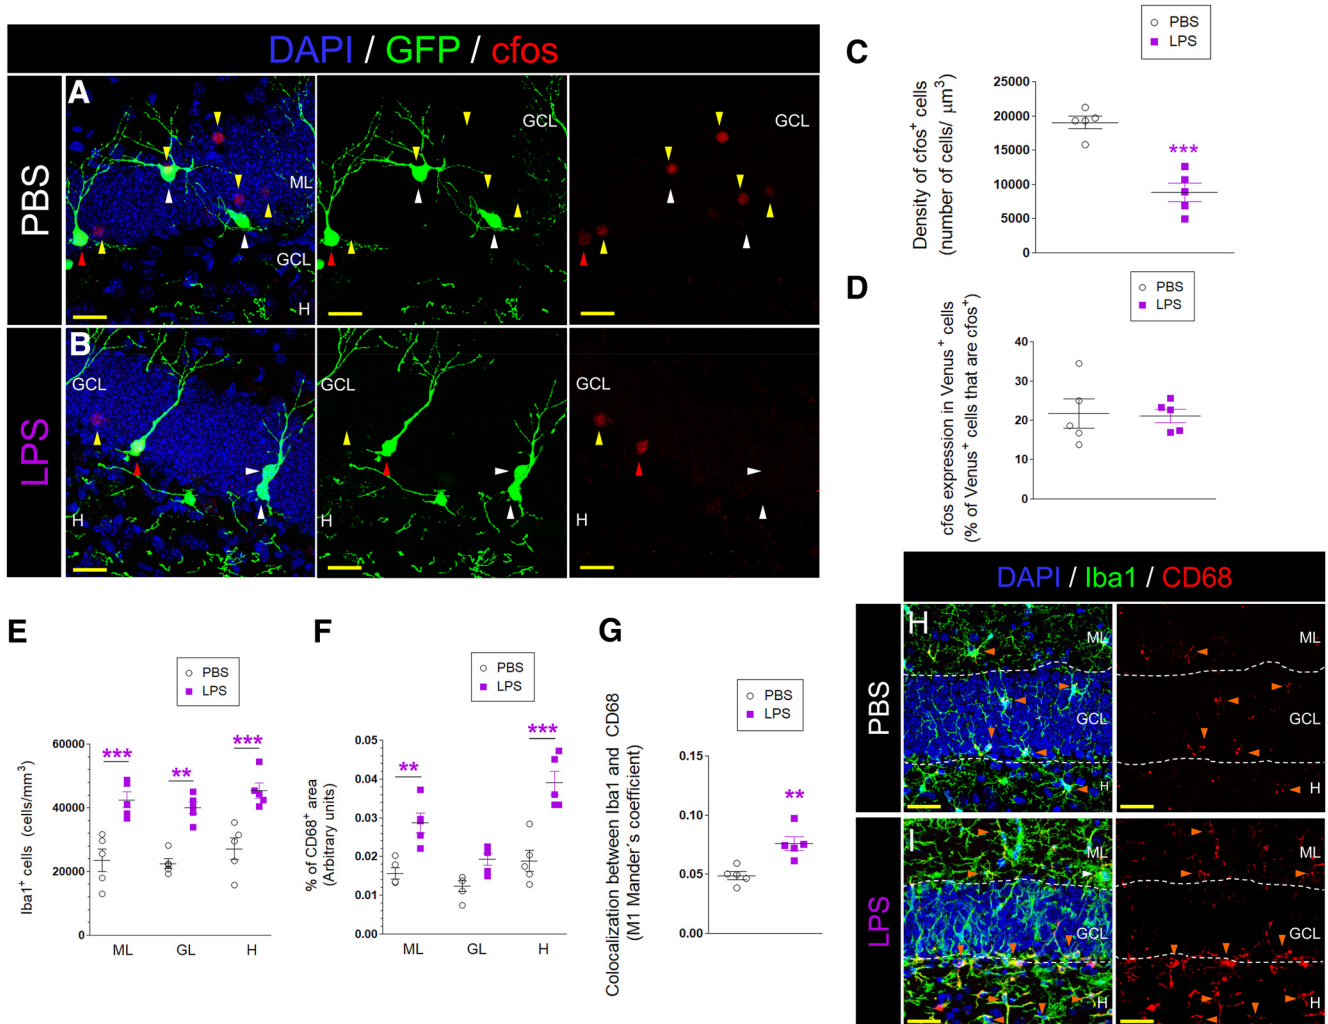 DAPI / GFP / cfos
PBS
A
ML
GCL
H
GCL
GCL
LPS
B
GCL
H
GCL
H
GCL
H
C
PBS
LPS
Density of cfos⁺ cells
(number of cells/ μm³)
25000
20000
15000
10000
5000
0
***
D
PBS
LPS
cfos expression in Venus⁺ cells
(% of Venus⁺ cells that are cfos⁺)
40
30
20
10
0
E
PBS
LPS
Iba1⁺ cells (cells/mm³)
60000
40000
20000
0
***
**
***
ML
GL
H
F
PBS
LPS
% of CD68⁺ area
(Arbitrary units)
0.05
0.04
0.03
0.02
0.01
0.00
**
***
ML
GL
H
G
PBS
LPS
Colocalization between Iba1 and CD68
(M1 Mander´s coefficient)
0.15
0.10
0.05
0.00
**
DAPI / Iba1 / CD68
PBS
H
ML
GCL
H
ML
GCL
H
LPS
I
ML
GCL
H
ML
GCL
H